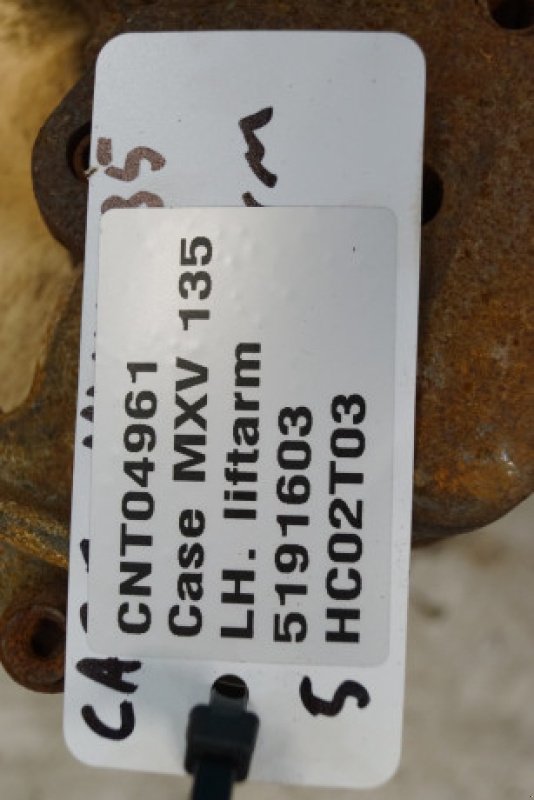 CNT04961
Case MXV 135
LH. liftarm
5191603
HC02T03